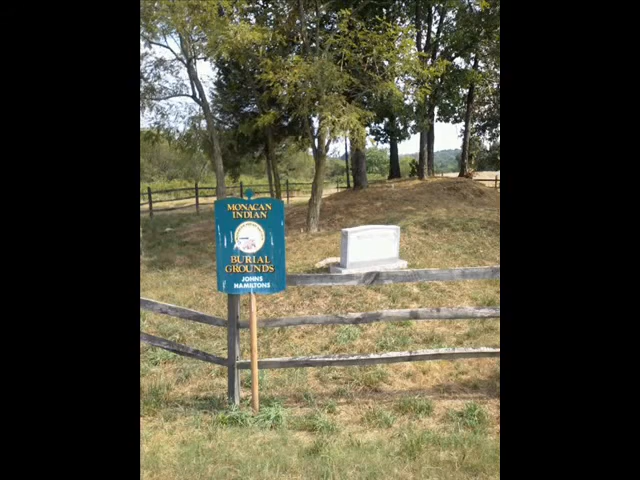 MONACAN
INDIAN
BURIAL
GROUNDS
JOHNS
HAMILTONS